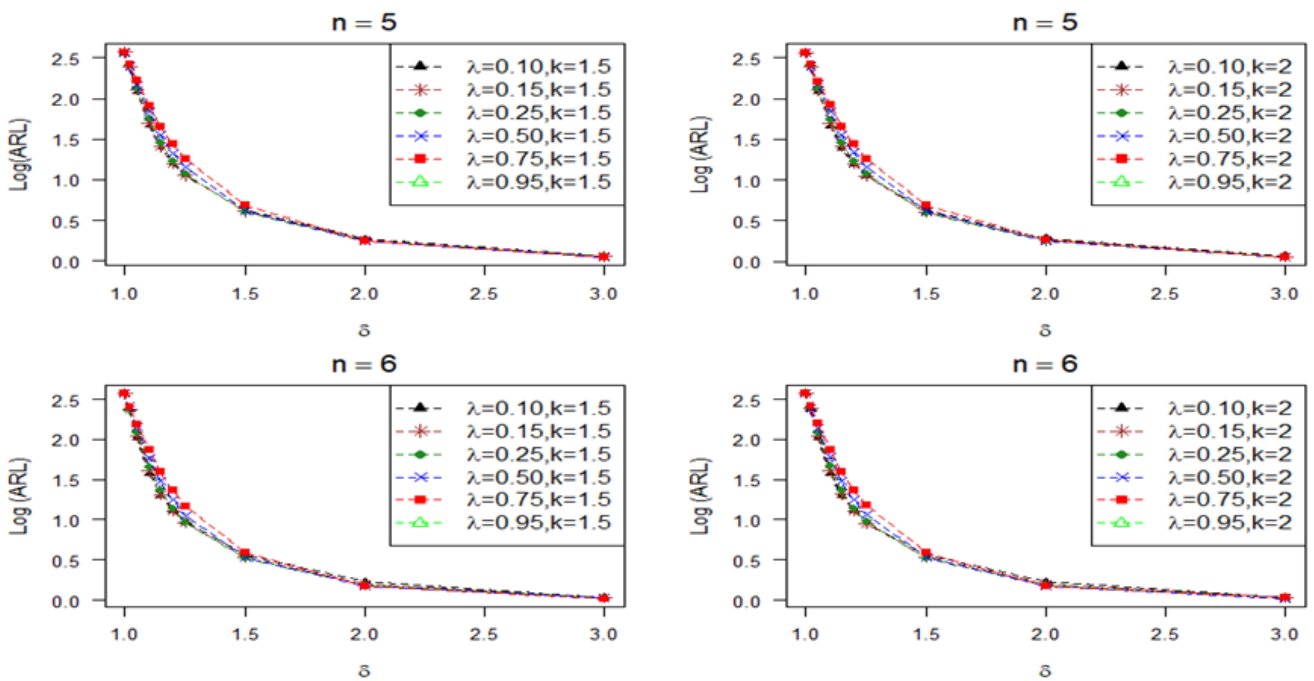 n = 5
Log(ARL)
2.5
2.0
1.5
1.0
0.5
0.0
λ=0.10,k=1.5
λ=0.15,k=1.5
λ=0.25,k=1.5
λ=0.50,k=1.5
λ=0.75,k=1.5
λ=0.95,k=1.5
1.0 1.5 2.0 2.5 3.0
δ
n = 5
Log (ARL)
2.5
2.0
1.5
1.0
0.5
0.0
λ=0.10,k=2
λ=0.15,k=2
λ=0.25,k=2
λ=0.50,k=2
λ=0.75,k=2
λ=0.95,k=2
1.0 1.5 2.0 2.5 3.0
δ
n = 6
Log (ARL)
2.5
2.0
1.5
1.0
0.5
0.0
λ=0.10,k=1.5
λ=0.15,k=1.5
λ=0.25,k=1.5
λ=0.50,k=1.5
λ=0.75,k=1.5
λ=0.95,k=1.5
1.0 1.5 2.0 2.5 3.0
δ
n = 6
Log (ARL)
2.5
2.0
1.5
1.0
0.5
0.0
λ=0.10,k=2
λ=0.15,k=2
λ=0.25,k=2
λ=0.50,k=2
λ=0.75,k=2
λ=0.95,k=2
1.0 1.5 2.0 2.5 3.0
δ